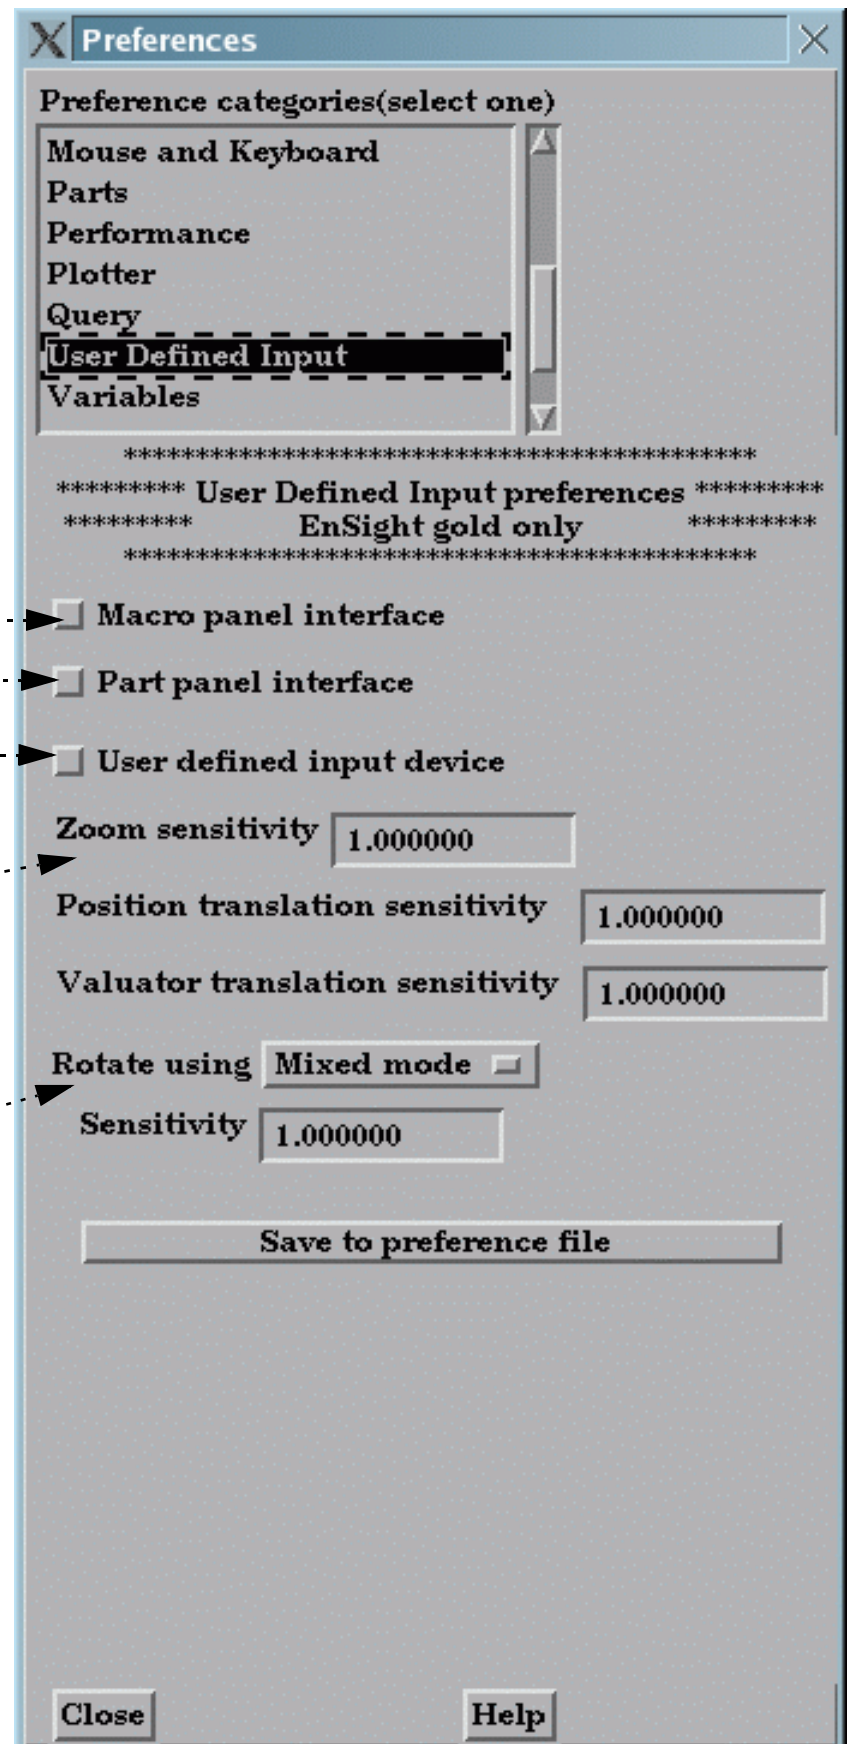 Preferences
Preference categories(select one)
Mouse and Keyboard
Parts
Performance
Plotter
Query
User Defined Input
Variables
********************************************
********* User Defined Input preferences *********
********* EnSight gold only *********
********************************************
Macro panel interface
Part panel interface
User defined input device
Zoom sensitivity 1.000000
Position translation sensitivity 1.000000
Valuator translation sensitivity 1.000000
Rotate using Mixed mode
Sensitivity 1.000000
Save to preference file
Close Help